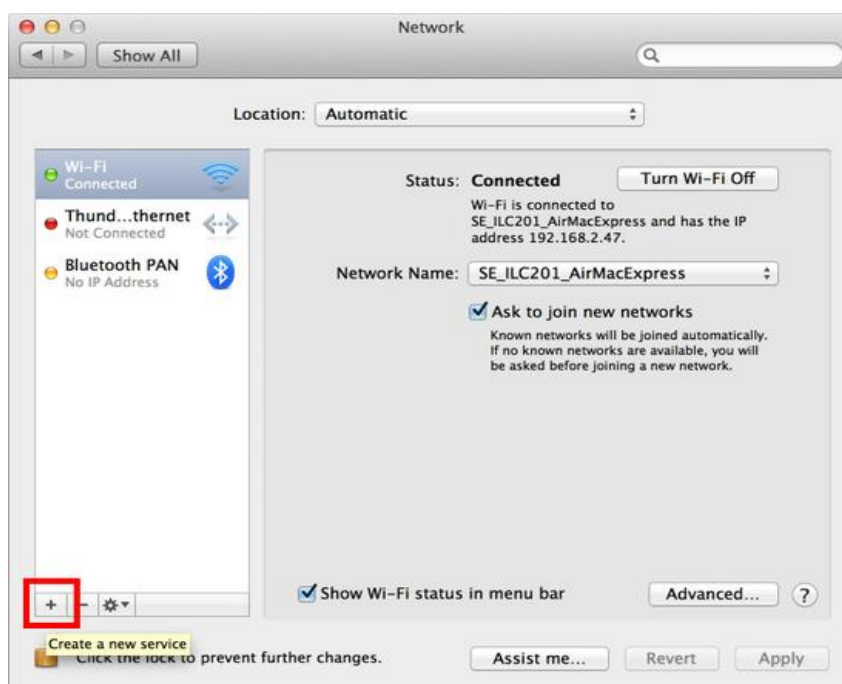 Network
Show All
Location: Automatic
Wi-Fi
Connected
Thund...thernet
Not Connected
Bluetooth PAN
No IP Address
Status: Connected
Turn Wi-Fi Off
Wi-Fi is connected to
SE_ILC201_AirMacExpress and has the IP
address 192.168.2.47.
Network Name: SE_ILC201_AirMacExpress
Ask to join new networks
Known networks will be joined automatically.
If no known networks are available, you will
be asked before joining a new network.
+ - 
Show Wi-Fi status in menu bar
Advanced... ?
Create a new service
Click the lock to prevent further changes.
Assist me... Revert Apply